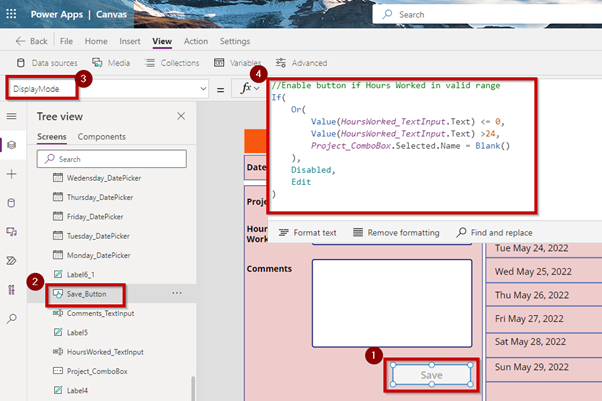 Power Apps | Canvas
Search
Back
Home
Insert
View
Action
Settings
Data sources
Media
Collections
Variables
Advanced
3
4
DisplayMode
= fx
//Enable button if Hours Worked in valid range
If(
Or(
Value(HoursWorked_TextInput.Text) <= 0,
Value(HoursWorked_TextInput.Text) >24,
Project_ComboBox.Selected.Name = Blank()
),
Disabled,
Edit
)
Format text
Remove formatting
Find and replace
Tree view
Screens
Components
Search
Wedensday_DatePicker
Thursday_DatePicker
Friday_DatePicker
Tuesday_DatePicker
Monday_DatePicker
Label6_1
2
Save_Button
Comments_TextInput
Label5
HoursWorked_TextInput
Project_ComboBox
Label4
Date
Proje
Hour
Work
Comments
1
Save
Tue May 24, 2022
Wed May 25, 2022
Thu May 26, 2022
Fri May 27, 2022
Sat May 28, 2022
Sun May 29, 2022